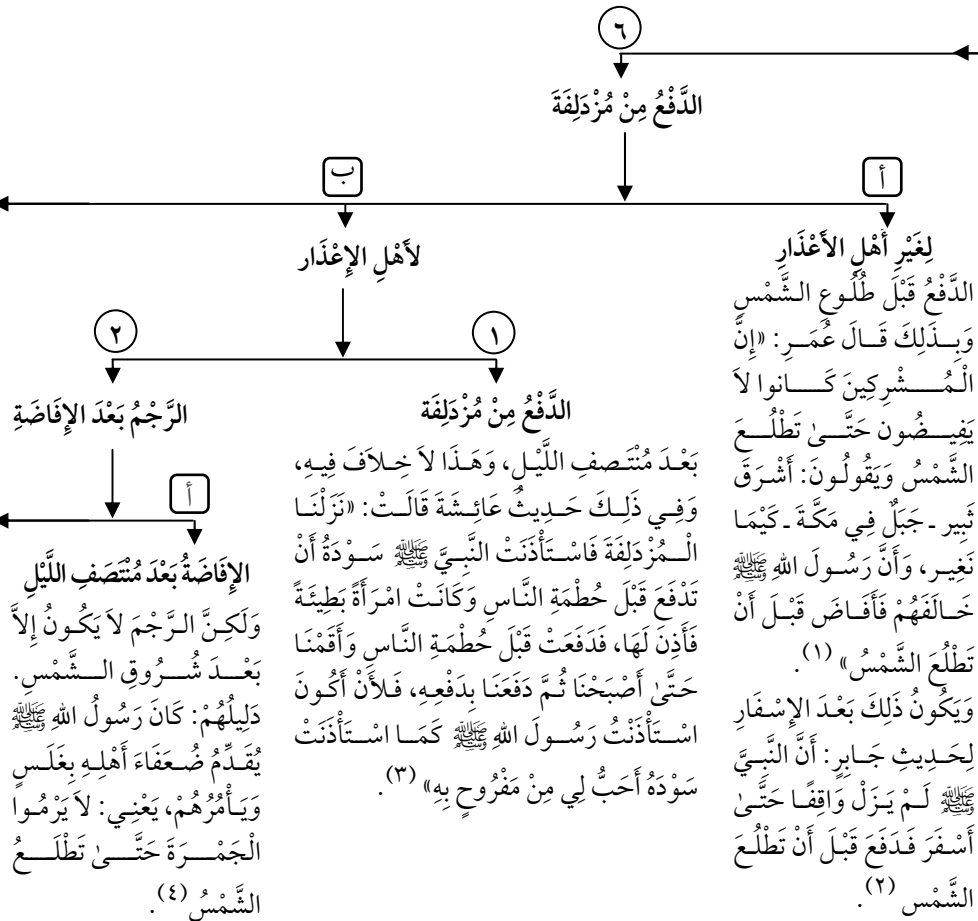 ٦
الدَّفْعُ مِنْ مُزْدَلِفَةَ
أ
لِغَيْرِ أَهْلِ الأَعْذَارِ
الدَّفْعُ قَبْلَ طُلُوعِ الشَّمْسِ
وَبِذَلِكَ قَالَ عُمَرِ: «إِنَّ
الْمُشْرِكِينَ كَانوا لاَ
يَفِيضُون حَتَّىٰ تَطْلُعَ
الشَّمْسُ وَيَقُولُونَ: أَشْرَقَ
ثَبِير ـ جَبَلٌ فِي مَكَّةَ ـ كَيْمَا
نَغِير، وَأَنَّ رَسُولَ اللهِ ﷺ
خَالَفَهُمْ فَأَفَاضَ قَبْلَ أَنْ
تَطْلُعَ الشَّمْسُ» (١).
وَيَكُونُ ذَلِكَ بَعْدَ الإِسْفَارِ
لِحَدِيثِ جَابِرٍ: أَنَّ النَّبِيَّ
ﷺ لَمْ يَزَلْ وَاقِفًا حَتَّىٰ
أَسْفَرَ فَدَفَعَ قَبْلَ أَنْ تَطْلُعَ
الشَّمْس (٢).
ب
لأَهْلِ الإِعْذَار
١
الدَّفْعُ مِنْ مُزْدَلِفَة
بَعْدَ مُنْتَصفِ اللَّيْلِ، وَهَذَا لاَ خِلاَفَ فِيهِ،
وَفِي ذَلِكَ حَدِيثُ عَائِشَةَ قَالَتْ: «نَزَلْنَا
الْمُزْدَلِفَةَ فَاسْتَأْذَنَتْ النَّبِيَّ ﷺ سَوْدَةُ أَنْ
تَدْفَعَ قَبْلَ حُطْمَةِ النَّاسِ وَكَانَتْ امْرَأَةً بَطِيئَةً
فَأَذِنَ لَهَا، فَدَفَعَتْ قَبْلَ حُطْمَةِ النَّاسِ وَأَقَمْنَا
حَتَّىٰ أَصْبَحْنَا ثُمَّ دَفَعَنَا بِدَفْعِهِ، فَلأَنْ أَكُونَ
اسْتَأْذَنْتُ رَسُولَ اللهِ ﷺ كَمَا اسْتَأْذَنَتْ
سَوْدَةُ أَحَبُّ لِي مِنْ مَفْرُوحٍ بِهِ» (٣).
٢
الرَّجْمُ بَعْدَ الإِفَاضَةِ
أ
الإِفَاضَةُ بَعْدَ مُنْتَصَفِ اللَّيْلِ
وَلَكِنَّ الرَّجْمَ لاَ يَكُونُ إِلاَّ
بَعْدَ شُرُوقِ الشَّمْسِ.
دَلِيلُهُمْ: كَانَ رَسُولُ اللهِ ﷺ
يُقَدِّمُ ضُعَفَاءَ أَهْلِهِ بِغَلَسٍ
وَيَأْمُرُهُمْ، يَعْنِي: لاَ يَرْمُوا
الْجَمْرَةَ حَتَّىٰ تَطْلَعُ
الشَّمْسُ (٤).